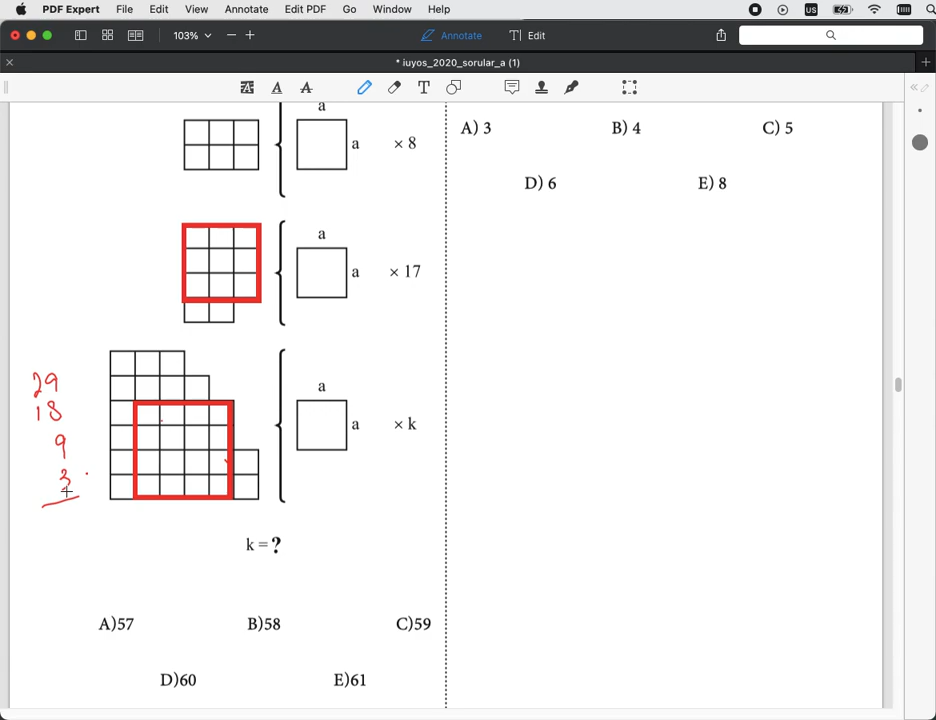 PDF Expert File Edit View Annotate Edit PDF Go Window Help US
103% Annotate T Edit
* iuyos_2020_sorular_a (1)
A A A T
a
a × 8
A) 3 B) 4 C) 5
D) 6 E) 8
a
a × 17
a
a × k
29
18
9
3
k = ?
A)57 B)58 C)59
D)60 E)61